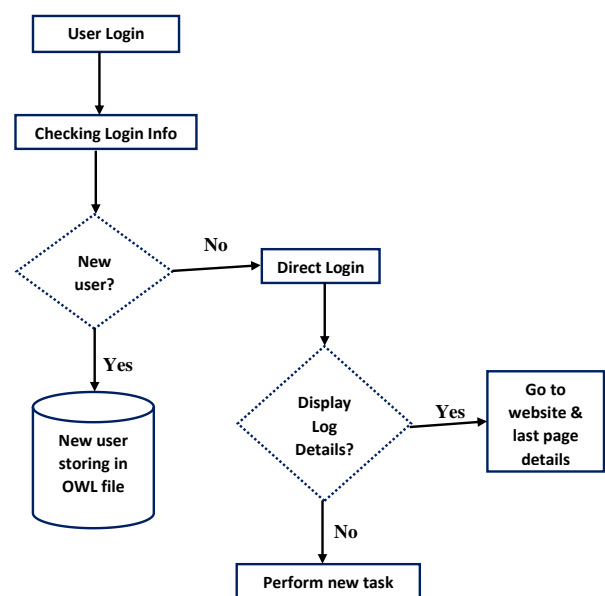 User Login
Checking Login Info
New
user?
No
Direct Login
Yes
New user
storing in
OWL file
Display
Log
Details?
Yes
Go to
website &
last page
details
No
Perform new task